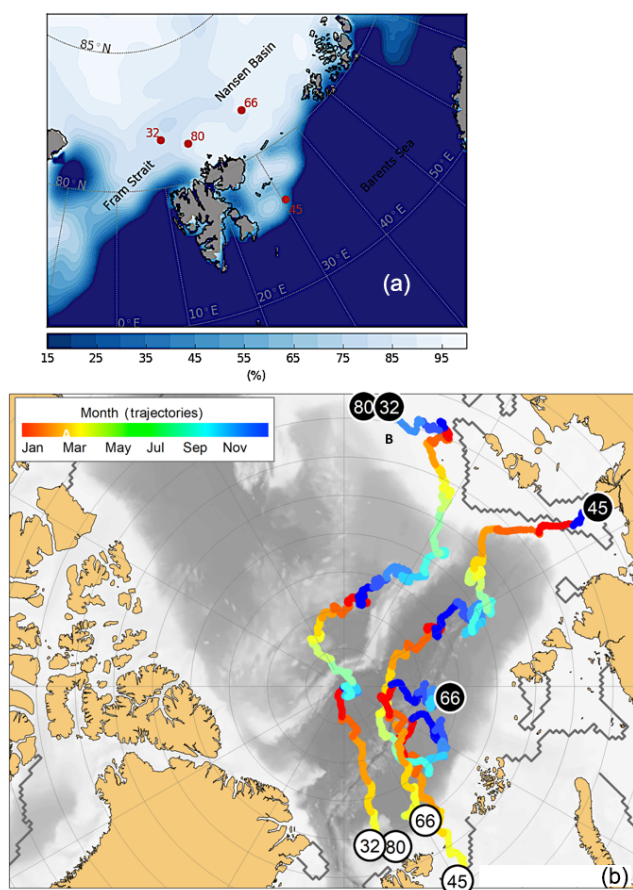 85°N
Nansen Basin
66
32
80
80°N
Fram Strait
Barents Sea
45
50°E
40°E
30°E
20°E
10°E
0°E
(a)
15 25 35 45 55 65 75 85 95
(%)
80 32
B
Month (trajectories)
Jan Mar May Jul Sep Nov
45
66
66
32 80
45
(b)